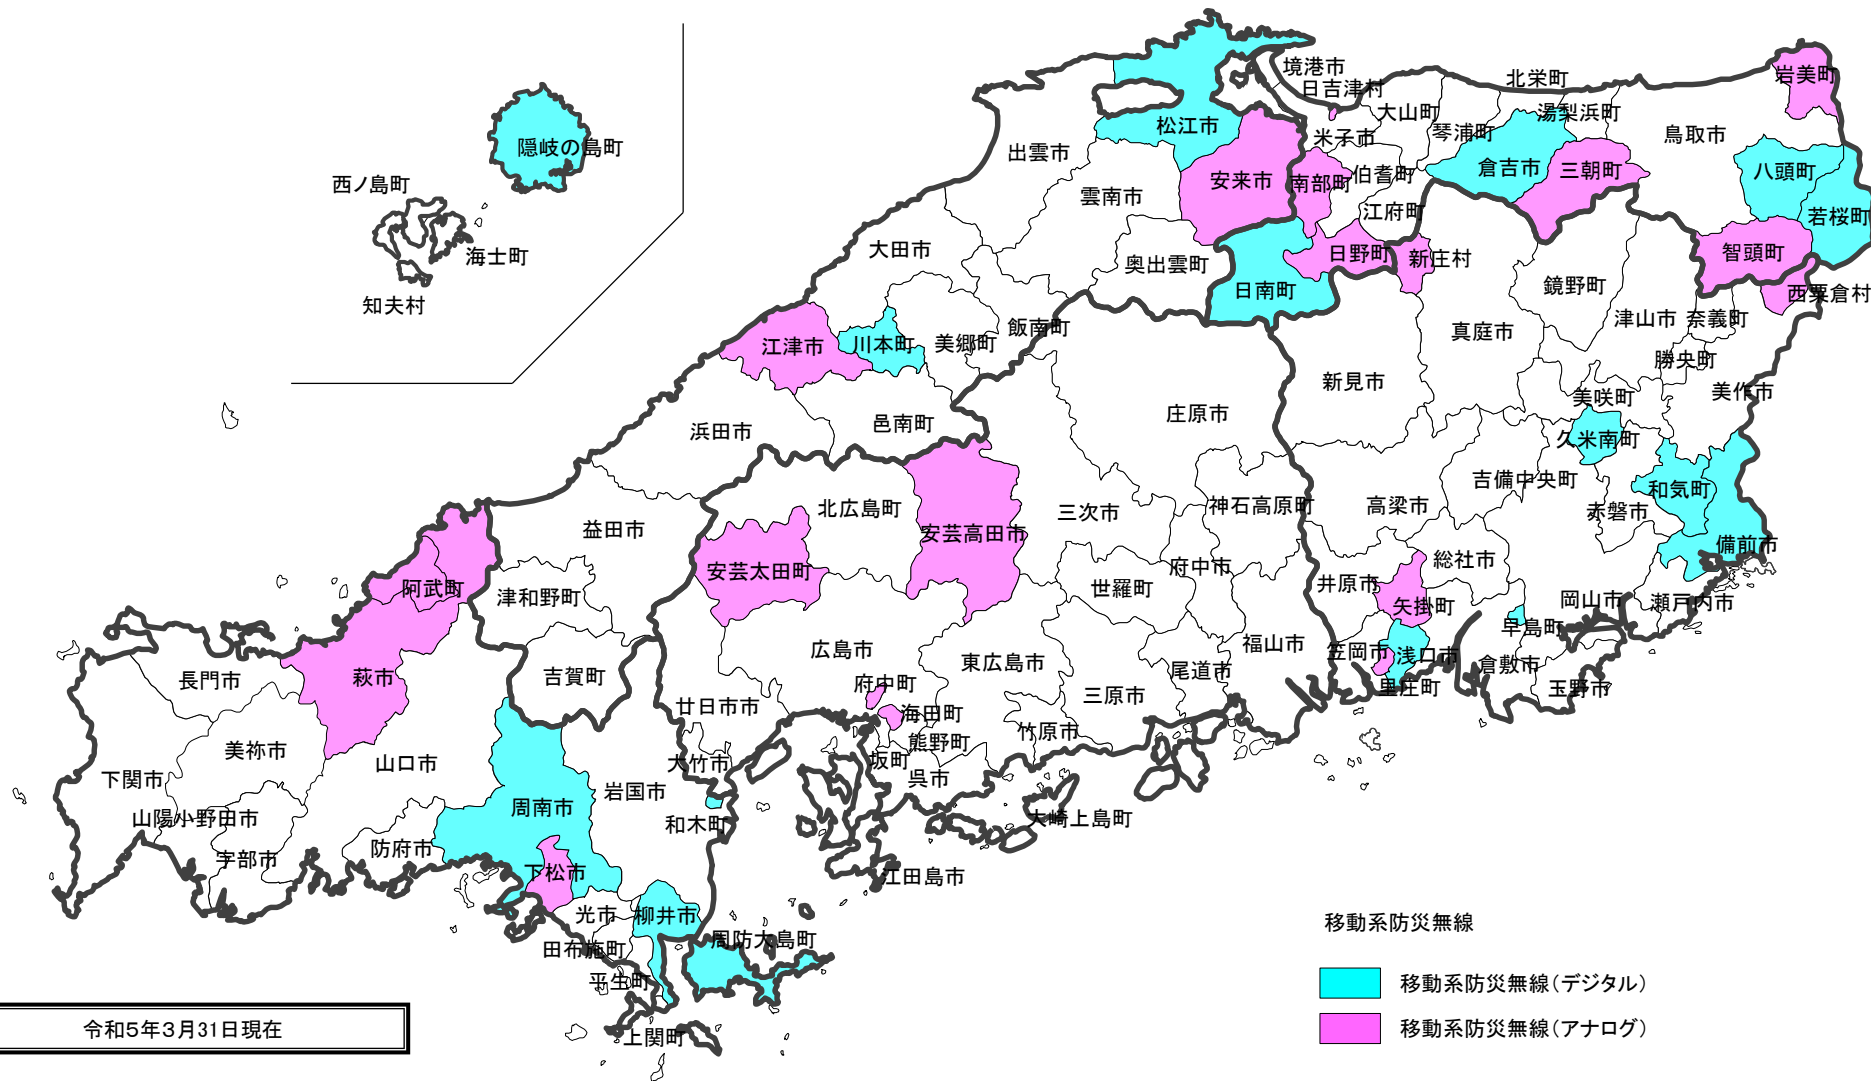 境港市
北栄町
岩美町
日吉津村
大山町
湯梨浜町
琴浦町
鳥取市
松江市
米子市
隠岐の島町
出雲市
倉吉市
三朝町
八頭町
西ノ島町
安来市
南部町
伯耆町
雲南市
江府町
若桜町
海士町
大田市
奥出雲町
日野町
新庄村
智頭町
知夫村
日南町
鏡野町
西粟倉村
飯南町
江津市
川本町
美郷町
真庭市
津山市
奈義町
勝央町
新見市
美咲町
美作市
庄原市
浜田市
邑南町
久米南町
吉備中央町
和気町
北広島町
三次市
神石高原町
高梁市
赤磐市
益田市
安芸高田市
備前市
安芸太田町
府中市
総社市
阿武町
津和野町
世羅町
井原市
矢掛町
岡山市
瀬戸内市
早島町
広島市
東広島市
福山市
笠岡市
浅口市
倉敷市
長門市
萩市
吉賀町
府中町
三原市
尾道市
里庄町
玉野市
廿日市市
海田町
竹原市
熊野町
美祢市
山口市
大竹市
坂町
呉市
下関市
岩国市
周南市
山陽小野田市
和木町
大崎上島町
防府市
宇部市
下松市
江田島市
光市
柳井市
周防大島町
田布施町
平生町
上関町
移動系防災無線
移動系防災無線(デジタル)
移動系防災無線(アナログ)
令和5年3月31日現在